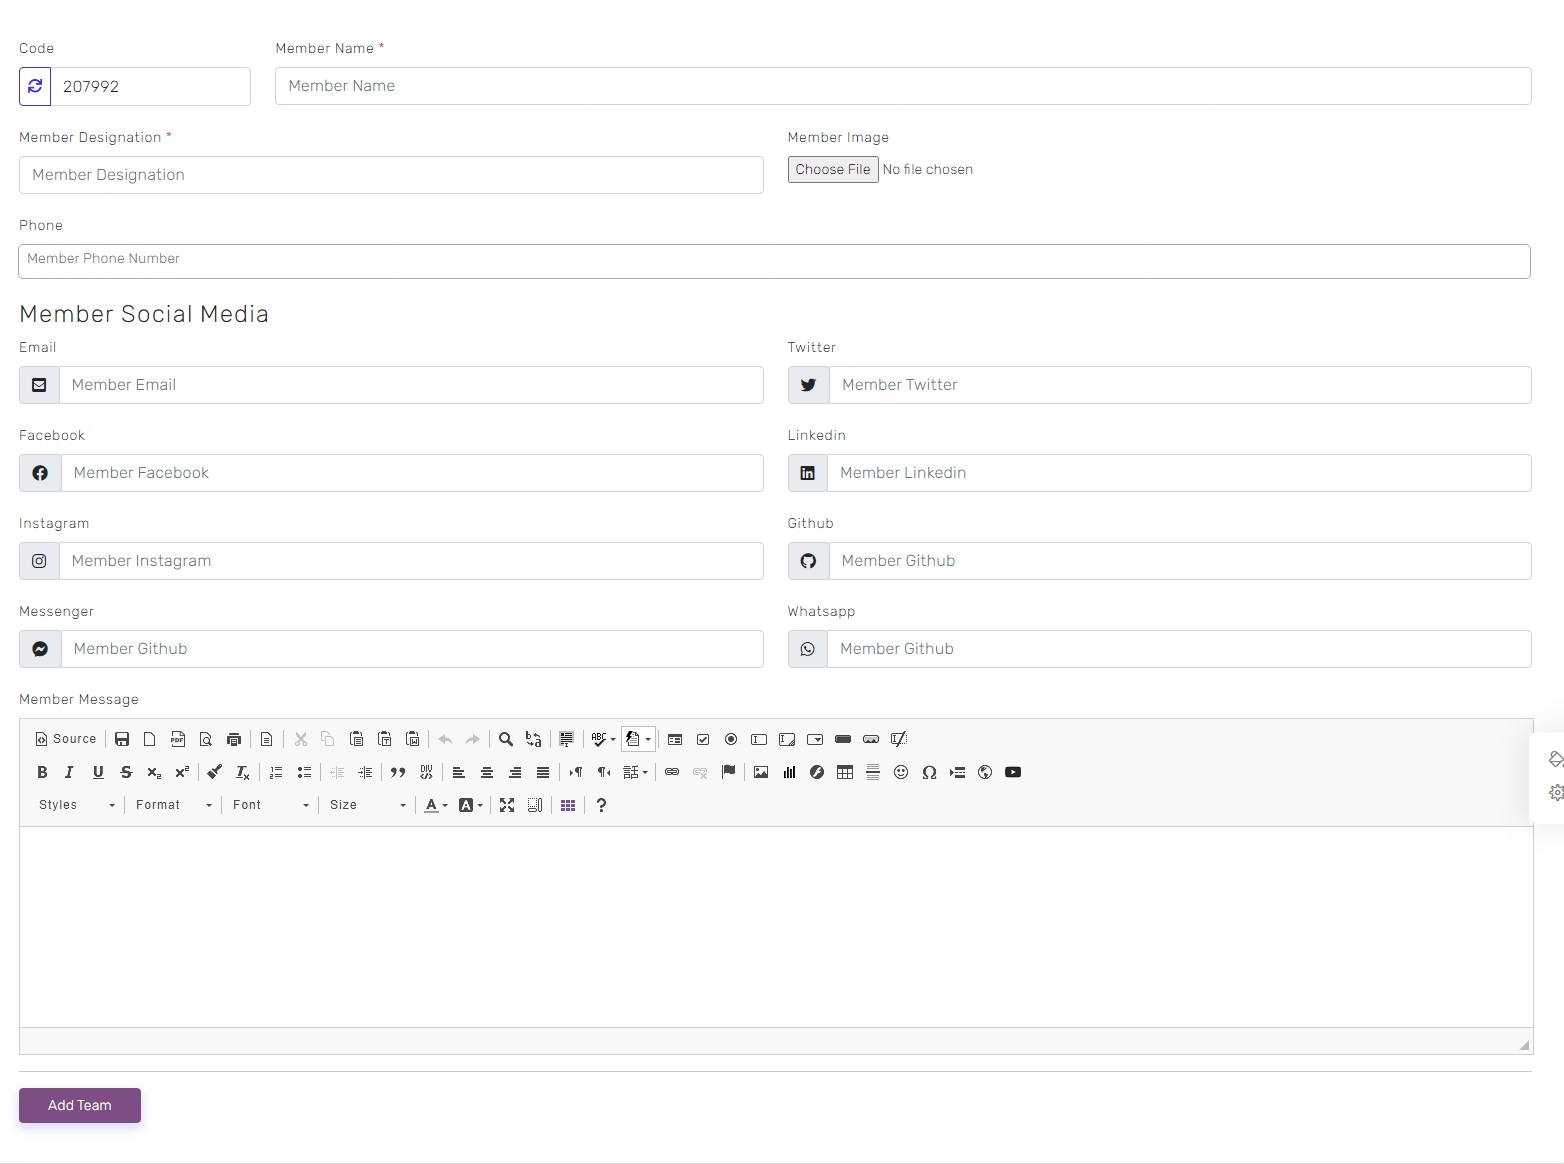 Code
Member Name *
207992
Member Name
Member Designation *
Member Image
Member Designation
Choose File No file chosen
Phone
Member Phone Number
Member Social Media
Email
Twitter
Member Email
Member Twitter
Facebook
Linkedin
Member Facebook
Member Linkedin
Instagram
Github
Member Instagram
Member Github
Messenger
Whatsapp
Member Github
Member Github
Member Message
Source
Styles Format Font Size
Add Team